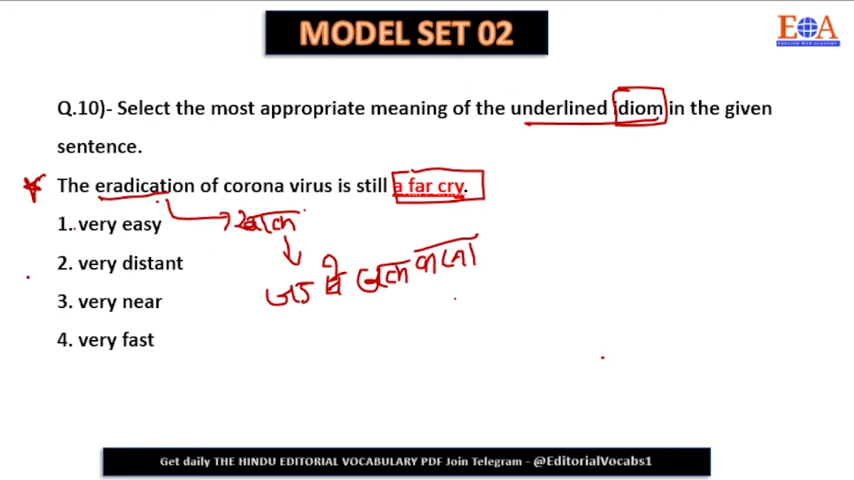 MODEL SET 02
EOA
ENGLISH WEB ACADEMY
Q.10)- Select the most appropriate meaning of the underlined idiom in the given
sentence.
The eradication of corona virus is still a far cry.
1. very easy
2. very distant
3. very near
4. very fast
Get daily THE HINDU EDITORIAL VOCABULARY PDF Join Telegram - @EditorialVocabs1